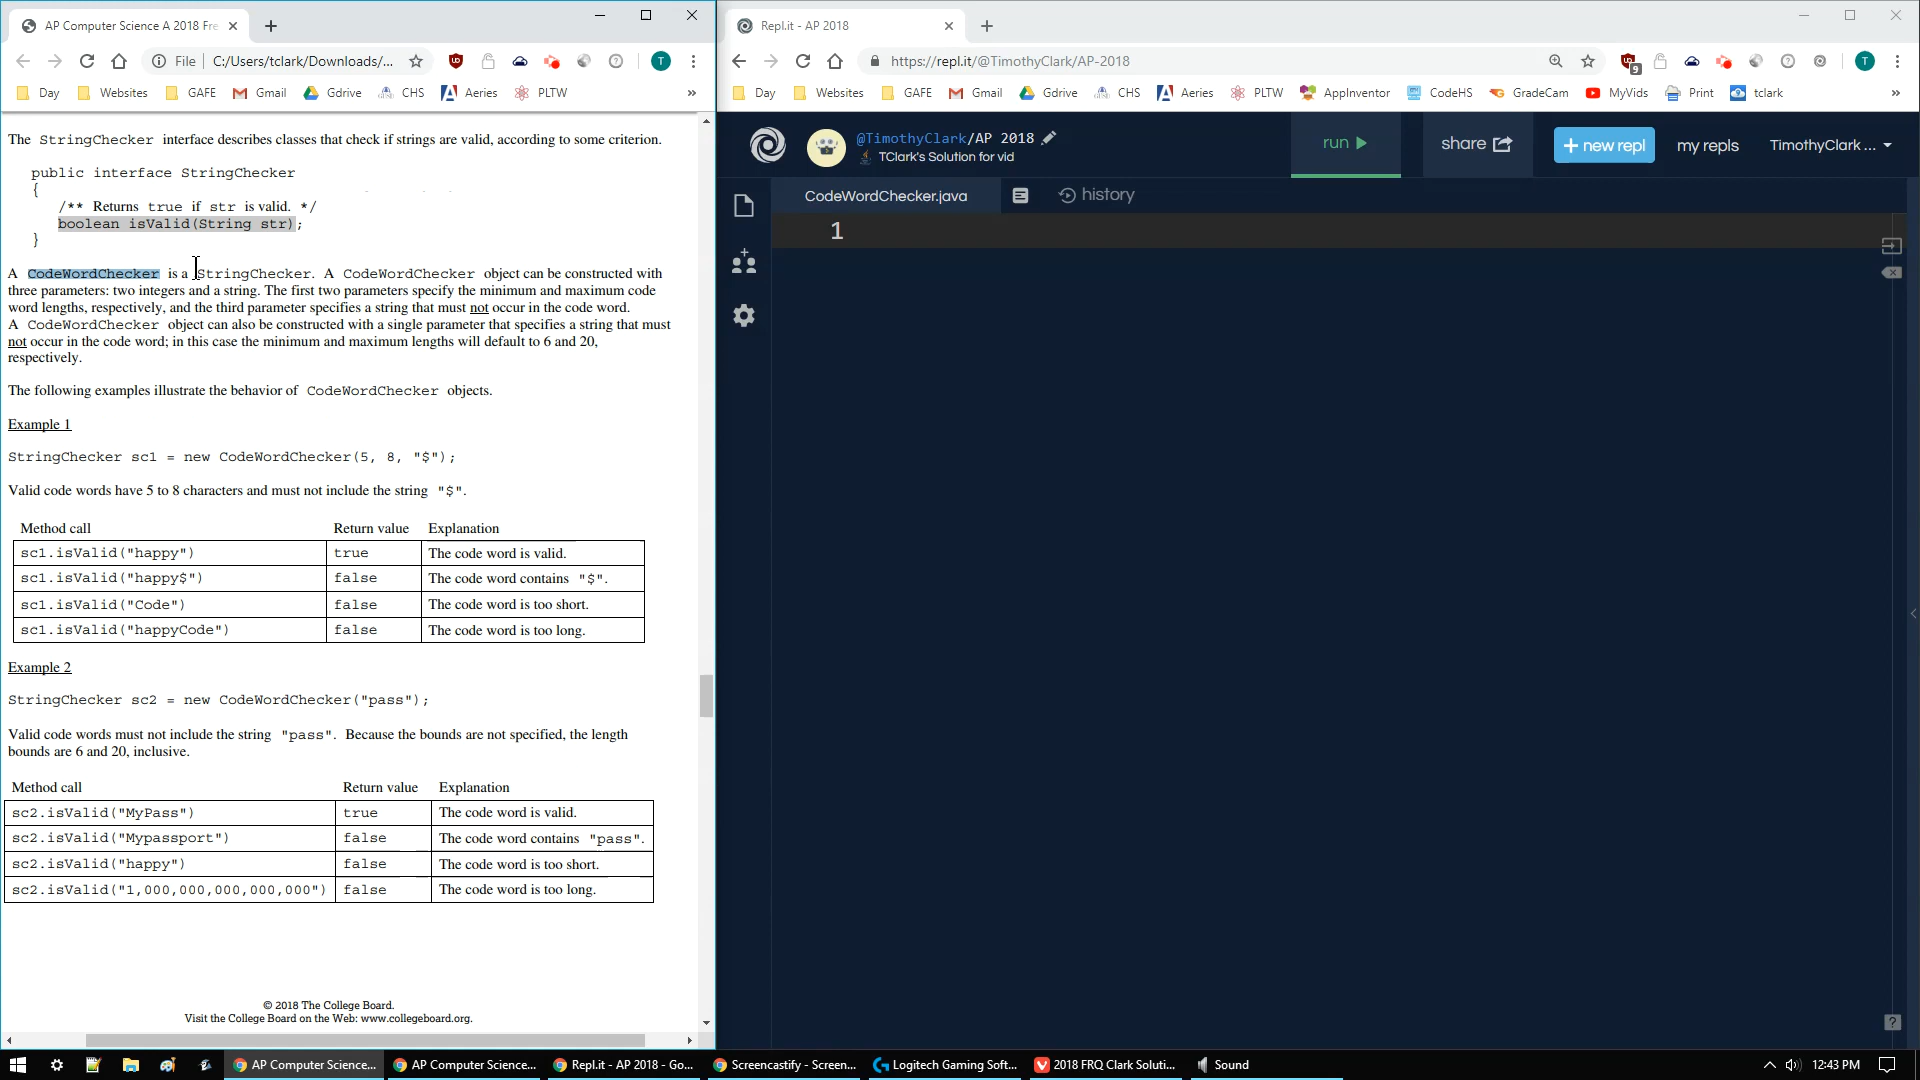 AP Computer Science A 2018 Fre
File
C:/Users/tclark/Downloads/...
Day Websites GAFE Gmail Gdrive CHS Aeries PLTW »
The StringChecker interface describes classes that check if strings are valid, according to some criterion.
public interface StringChecker
{
/** Returns true if str is valid. */
boolean isValid(String str);
}
A CodeWordChecker is a StringChecker. A CodeWordChecker object can be constructed with
three parameters: two integers and a string. The first two parameters specify the minimum and maximum code
word lengths, respectively, and the third parameter specifies a string that must not occur in the code word.
A CodeWordChecker object can also be constructed with a single parameter that specifies a string that must
not occur in the code word; in this case the minimum and maximum lengths will default to 6 and 20,
respectively.
The following examples illustrate the behavior of CodeWordChecker objects.
Example 1
StringChecker sc1 = new CodeWordChecker(5, 8, "$");
Valid code words have 5 to 8 characters and must not include the string "$".
Method call Return value Explanation
sc1.isValid("happy") true The code word is valid.
sc1.isValid("happy$") false The code word contains "$".
sc1.isValid("Code") false The code word is too short.
sc1.isValid("happyCode") false The code word is too long.
Example 2
StringChecker sc2 = new CodeWordChecker("pass");
Valid code words must not include the string "pass". Because the bounds are not specified, the length
bounds are 6 and 20, inclusive.
Method call Return value Explanation
sc2.isValid("MyPass") true The code word is valid.
sc2.isValid("Mypassport") false The code word contains "pass".
sc2.isValid("happy") false The code word is too short.
sc2.isValid("1,000,000,000,000,000") false The code word is too long.
© 2018 The College Board.
Visit the College Board on the Web: www.collegeboard.org.
Repl.it - AP 2018
https://repl.it/@TimothyClark/AP-2018
9
T
Day Websites GAFE Gmail Gdrive CHS Aeries PLTW AppInventor CodeHS GradeCam MyVids Print tclark »
@TimothyClark/AP 2018
TClark's Solution for vid
run
share
+ new repl
my repls
TimothyClark ...
CodeWordChecker.java
history
1
AP Computer Science... AP Computer Science... Repl.it - AP 2018 - Go... Screencastify - Screen... Logitech Gaming Soft... 2018 FRQ Clark Soluti... Sound
12:43 PM